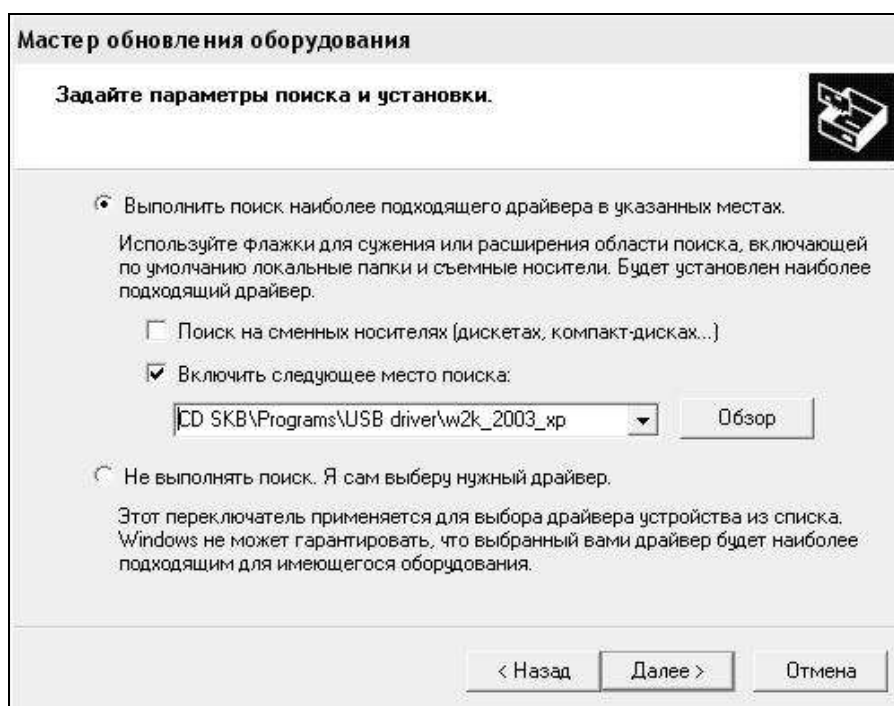 Мастер обновления оборудования
Задайте параметры поиска и установки.
Выполнить поиск наиболее подходящего драйвера в указанных местах.
Используйте флажки для сужения или расширения области поиска, включающей
по умолчанию локальные папки и съемные носители. Будет установлен наиболее
подходящий драйвер.
Поиск на сменных носителях (дискетах, компакт-дисках...)
Включить следующее место поиска:
CD SKB\Programs\USB driver\w2k_2003_xp
Обзор
Не выполнять поиск. Я сам выберу нужный драйвер.
Этот переключатель применяется для выбора драйвера устройства из списка.
Windows не может гарантировать, что выбранный вами драйвер будет наиболее
подходящим для имеющегося оборудования.
< Назад Далее > Отмена